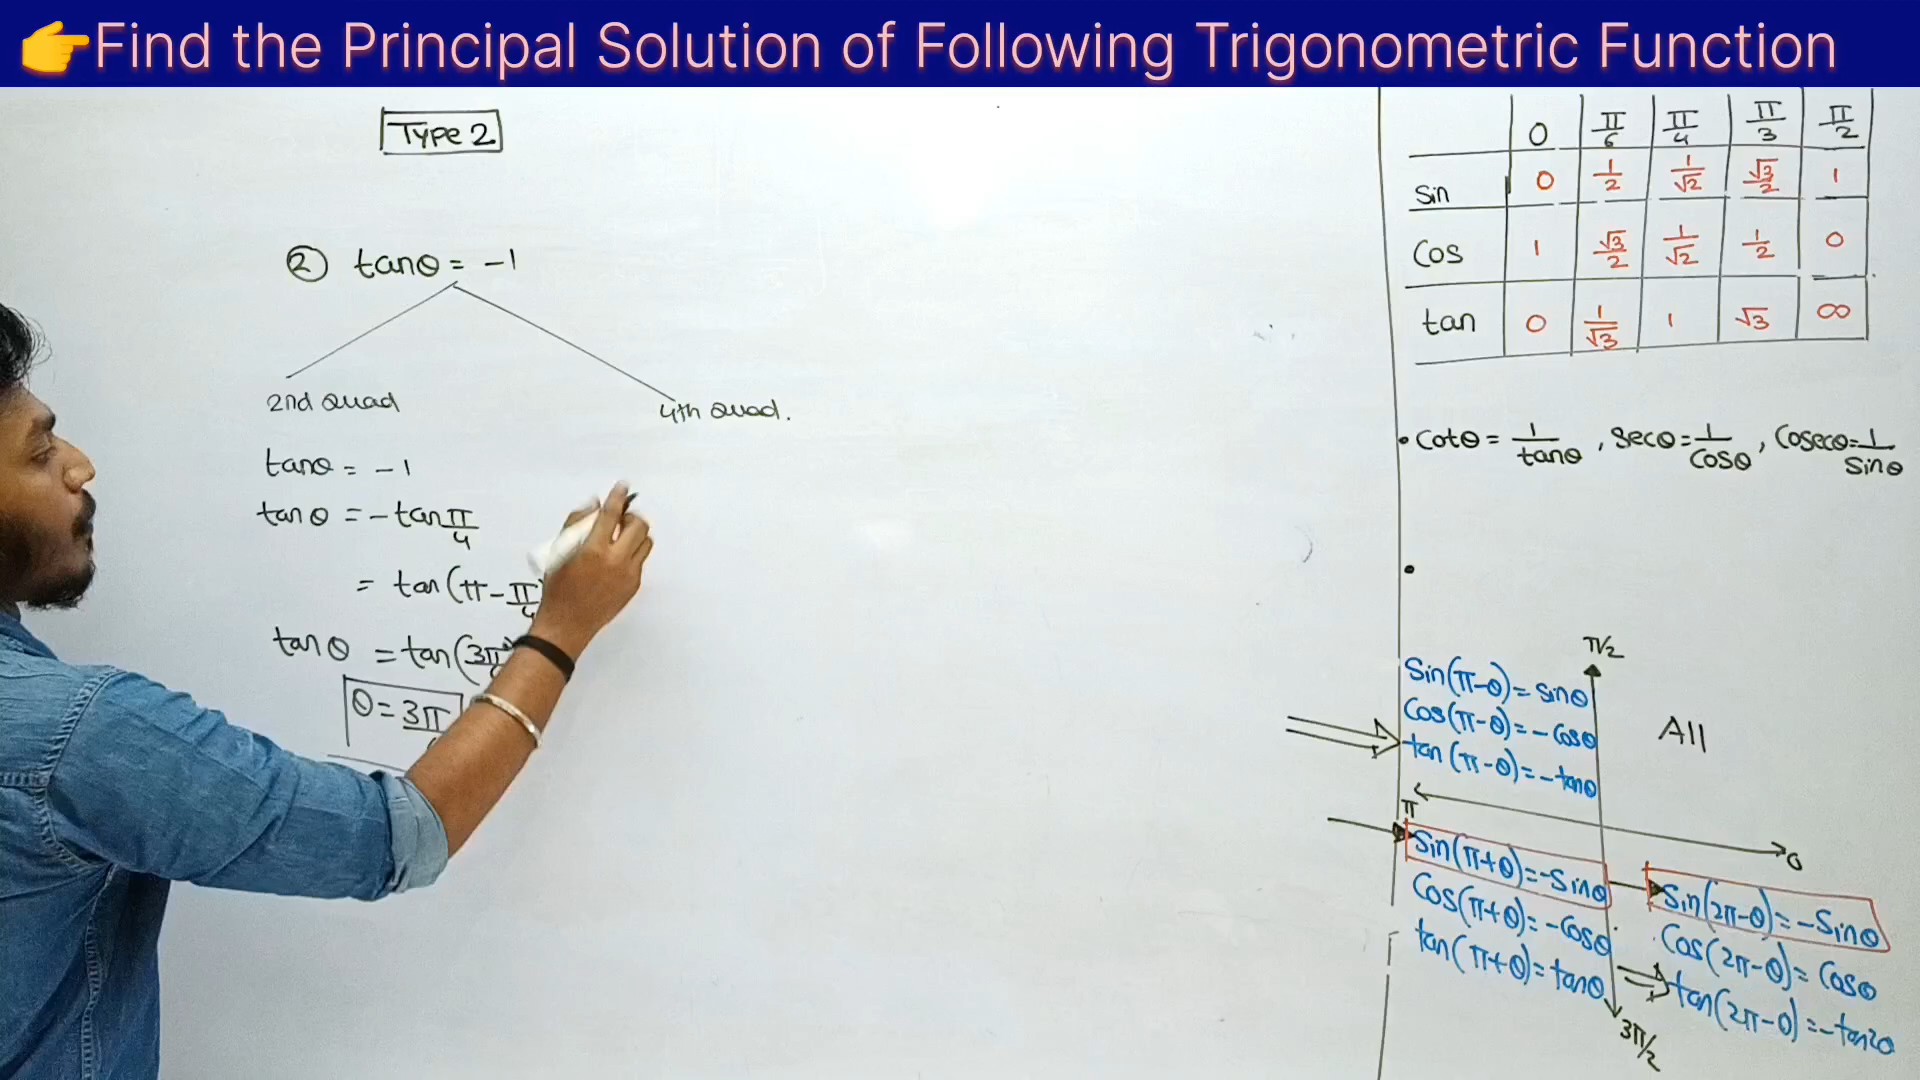 👉Find the Principal Solution of Following Trigonometric Function
Type 2
② tanθ = -1
2nd Quad
tanθ = -1
tanθ = -tan π/4
= tan(π - π/4
tanθ = tan(3π
θ = 3π
4th Quad.
0 π/6 π/4 π/3 π/2
sin 0 1/2 1/√2 √3/2 1
Cos 1 √3/2 1/√2 1/2 0
tan 0 1/√3 1 √3 ∞
• Cotθ = 1/tanθ , Secθ = 1/Cosθ , Cosecθ = 1/Sinθ
•
π/2
Sin(π-θ) = sinθ
Cos(π-θ) = -Cosθ
tan(π-θ) = -tanθ
All
π
0
Sin(π+θ) = -Sinθ
Cos(π+θ) = -Cosθ
tan(π+θ) = tanθ
Sin(2π-θ) = -Sinθ
Cos(2π-θ) = Cosθ
tan(2π-θ) = -tan2θ
3π/2